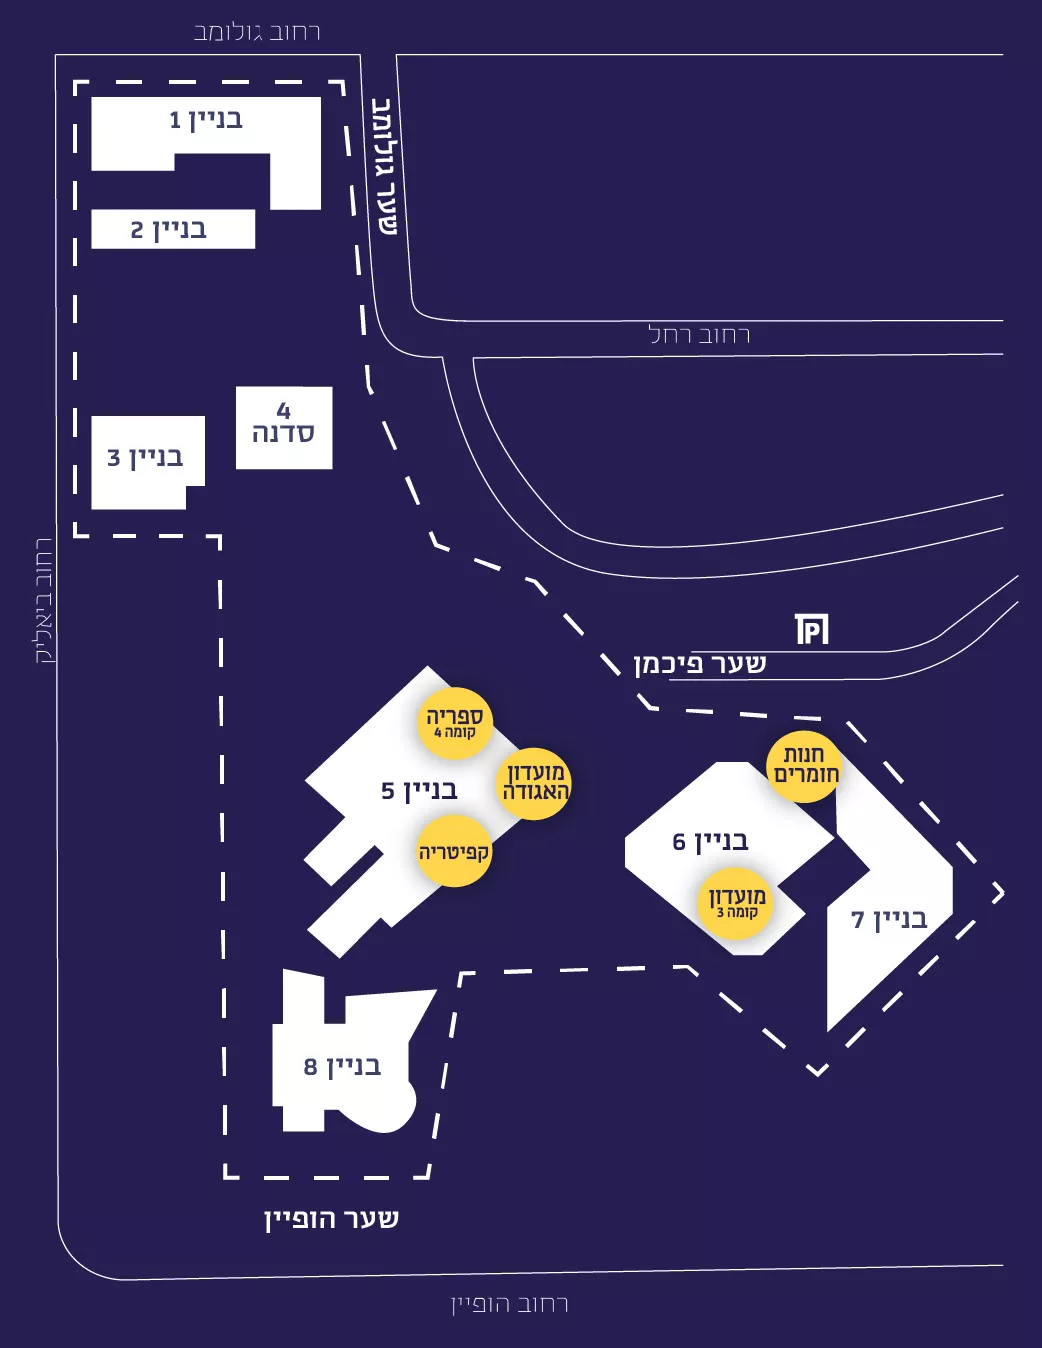 רחוב גולומב
שער גולומב
בניין 1
בניין 2
רחוב רחל
4
סדנה
בניין 3
רחוב ביאליק
P
שער פיכמן
ספריה
קומה 4
מועדון
האגודה
בניין 5
קפיטריה
חנות
חומרים
בניין 6
מועדון
קומה 3
בניין 7
בניין 8
שער הופיין
רחוב הופיין